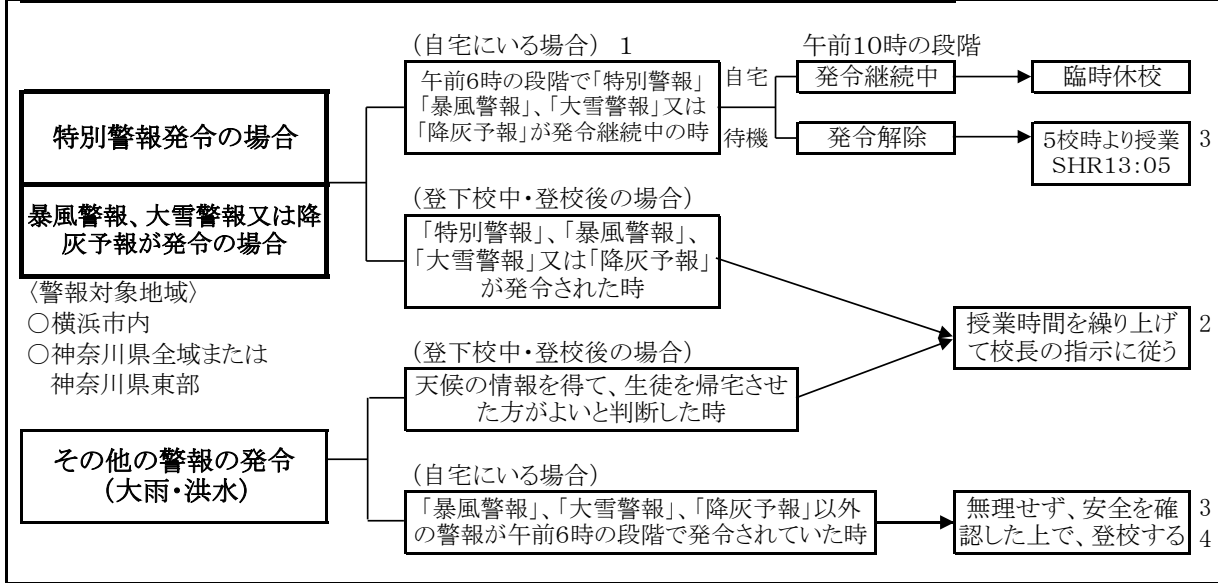 特別警報発令の場合
暴風警報、大雪警報又は降
灰予報が発令の場合
〈警報対象地域〉
○横浜市内
○神奈川県全域または
神奈川県東部
その他の警報の発令
(大雨・洪水)
(自宅にいる場合) 1
午前6時の段階で「特別警報」
「暴風警報」、「大雪警報」又は
「降灰予報」が発令継続中の時
自宅
待機
午前10時の段階
発令継続中
臨時休校
発令解除
5校時より授業 3
SHR13:05
(登下校中・登校後の場合)
「特別警報」、「暴風警報」、
「大雪警報」又は「降灰予報」
が発令された時
授業時間を繰り上げ 2
て校長の指示に従う
(登下校中・登校後の場合)
天候の情報を得て、生徒を帰宅させ
た方がよいと判断した時
(自宅にいる場合)
「暴風警報」、「大雪警報」、「降灰予報」以外
の警報が午前6時の段階で発令されていた時
無理せず、安全を確 3
認した上で、登校する 4